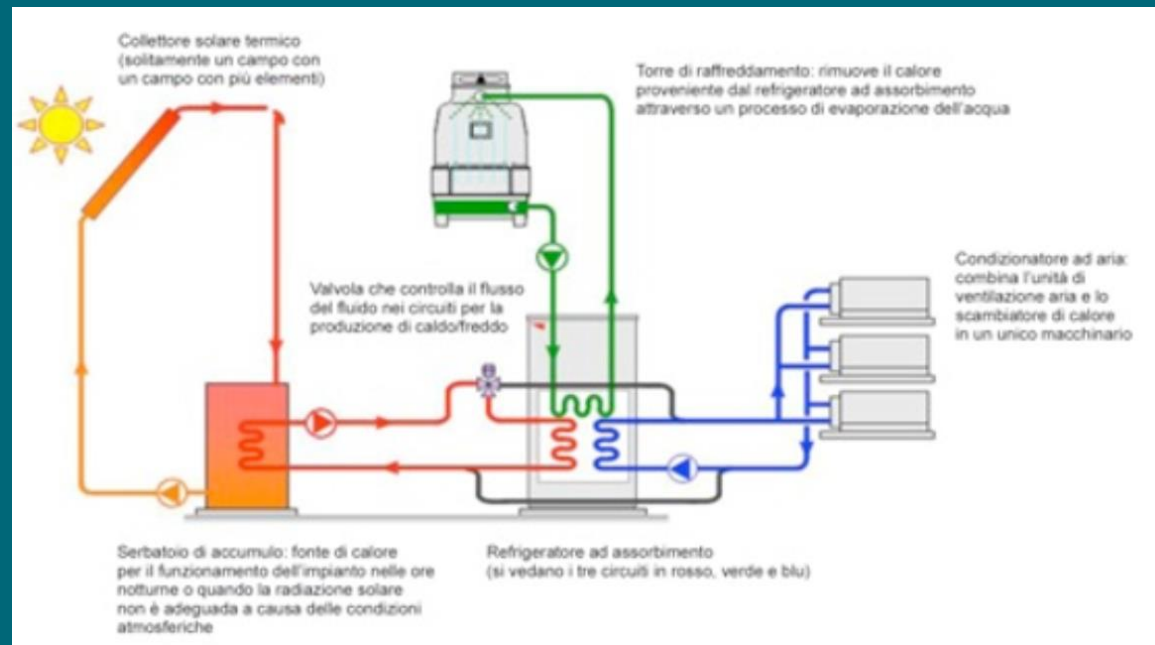 Collettore solare termico
(solitamente un campo con
un campo con più elementi)
Torre di raffreddamento: rimuove il calore
proveniente dal refrigeratore ad assorbimento
attraverso un processo di evaporazione dell'acqua
Valvola che controlla il flusso
del fluido nei circuiti per la
produzione di caldo/freddo
Condizionatore ad aria:
combina l'unità di
ventilazione aria e lo
scambiatore di calore
in un unico macchinario
Serbatoio di accumulo: fonte di calore
per il funzionamento dell'impianto nelle ore
notturne o quando la radiazione solare
non è adeguada a causa delle condizioni
atmosferiche
Refrigeratore ad assorbimento
(si vedano i tre circuiti in rosso, verde e blu)